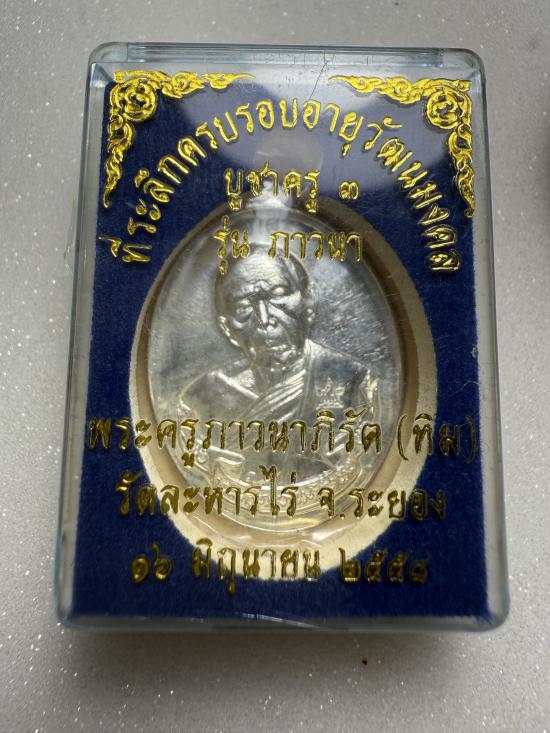 ที่ระลึกครบรอบอายุวัฒนมงคล
บูชาครู ๓
รุ่น ภาวนา
พระครูภาวนาภิรัต (ทิม)
วัดละหารไร่ จ.ระยอง
๑๖ มิถุนายน ๒๕๕๘